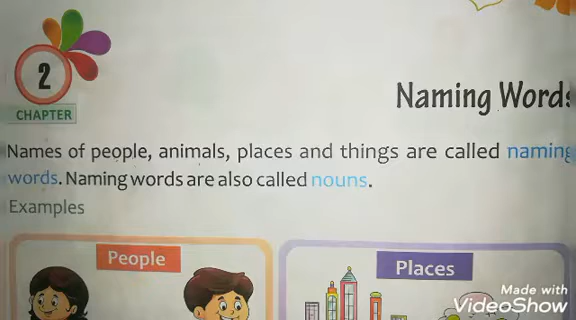 2
CHAPTER
Naming Words
Names of people, animals, places and things are called naming
words. Naming words are also called nouns.
Examples
People
Places
Made with
VideoShow